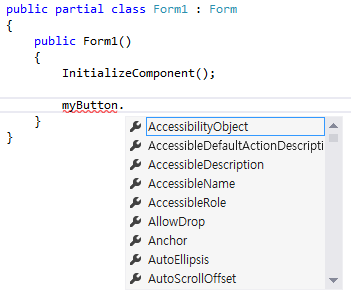 public partial class Form1 : Form
{
public Form1()
{
InitializeComponent();
myButton.
}
}
AccessibilityObject
AccessibleDefaultActionDescripti
AccessibleDescription
AccessibleName
AccessibleRole
AllowDrop
Anchor
AutoEllipsis
AutoScrollOffset